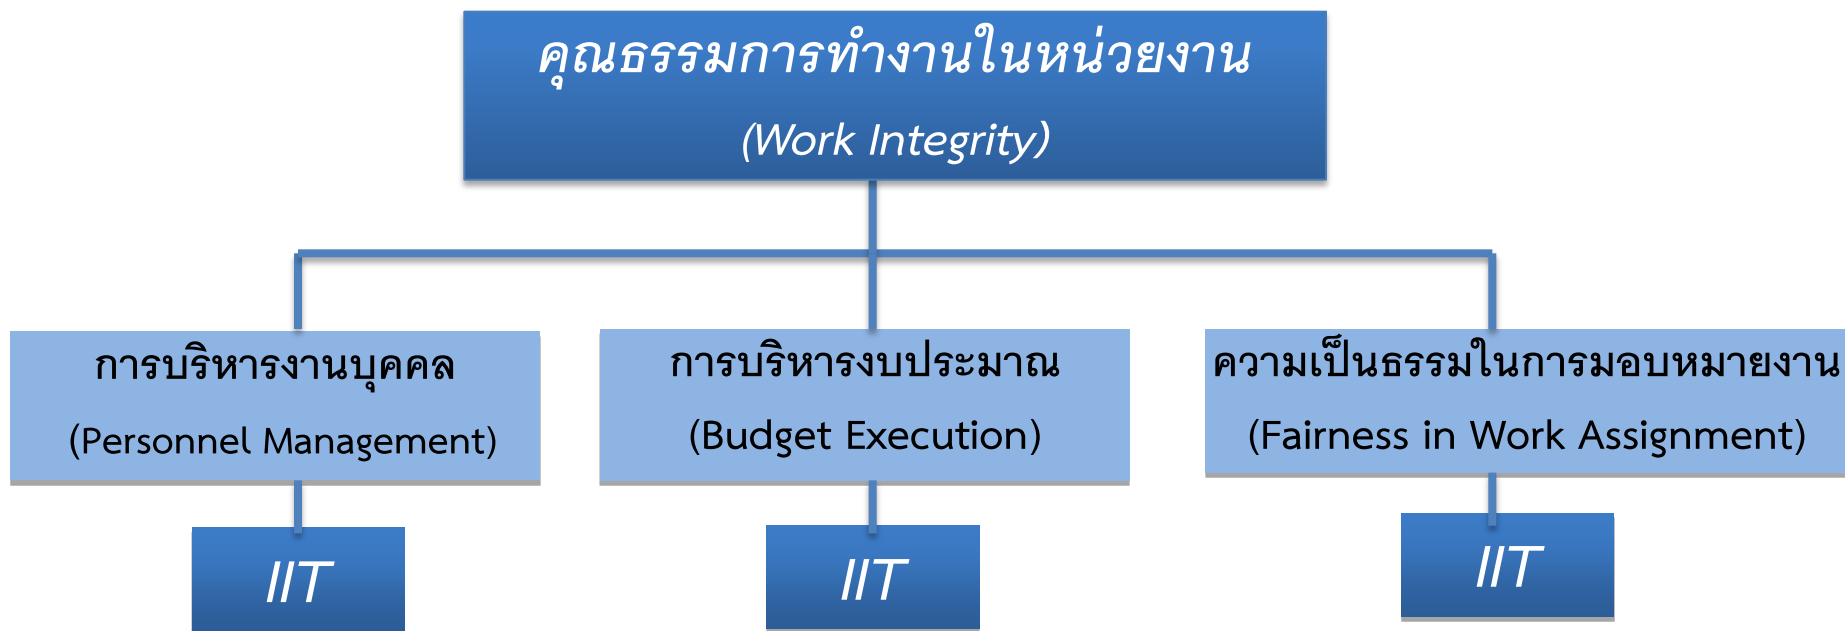 คุณธรรมการทำงานในหน่วยงาน
(Work Integrity)
การบริหารงานบุคคล
(Personnel Management)
IIT
การบริหารงบประมาณ
(Budget Execution)
IIT
ความเป็นธรรมในการมอบหมายงาน
(Fairness in Work Assignment)
IIT